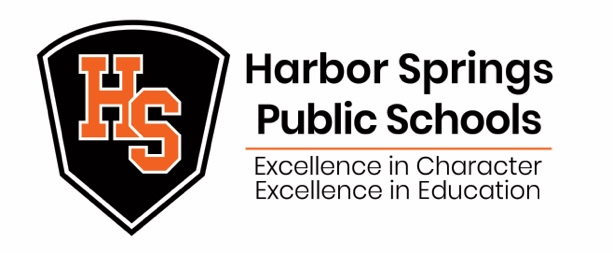 HS
Harbor Springs
Public Schools
Excellence in Character
Excellence in Education